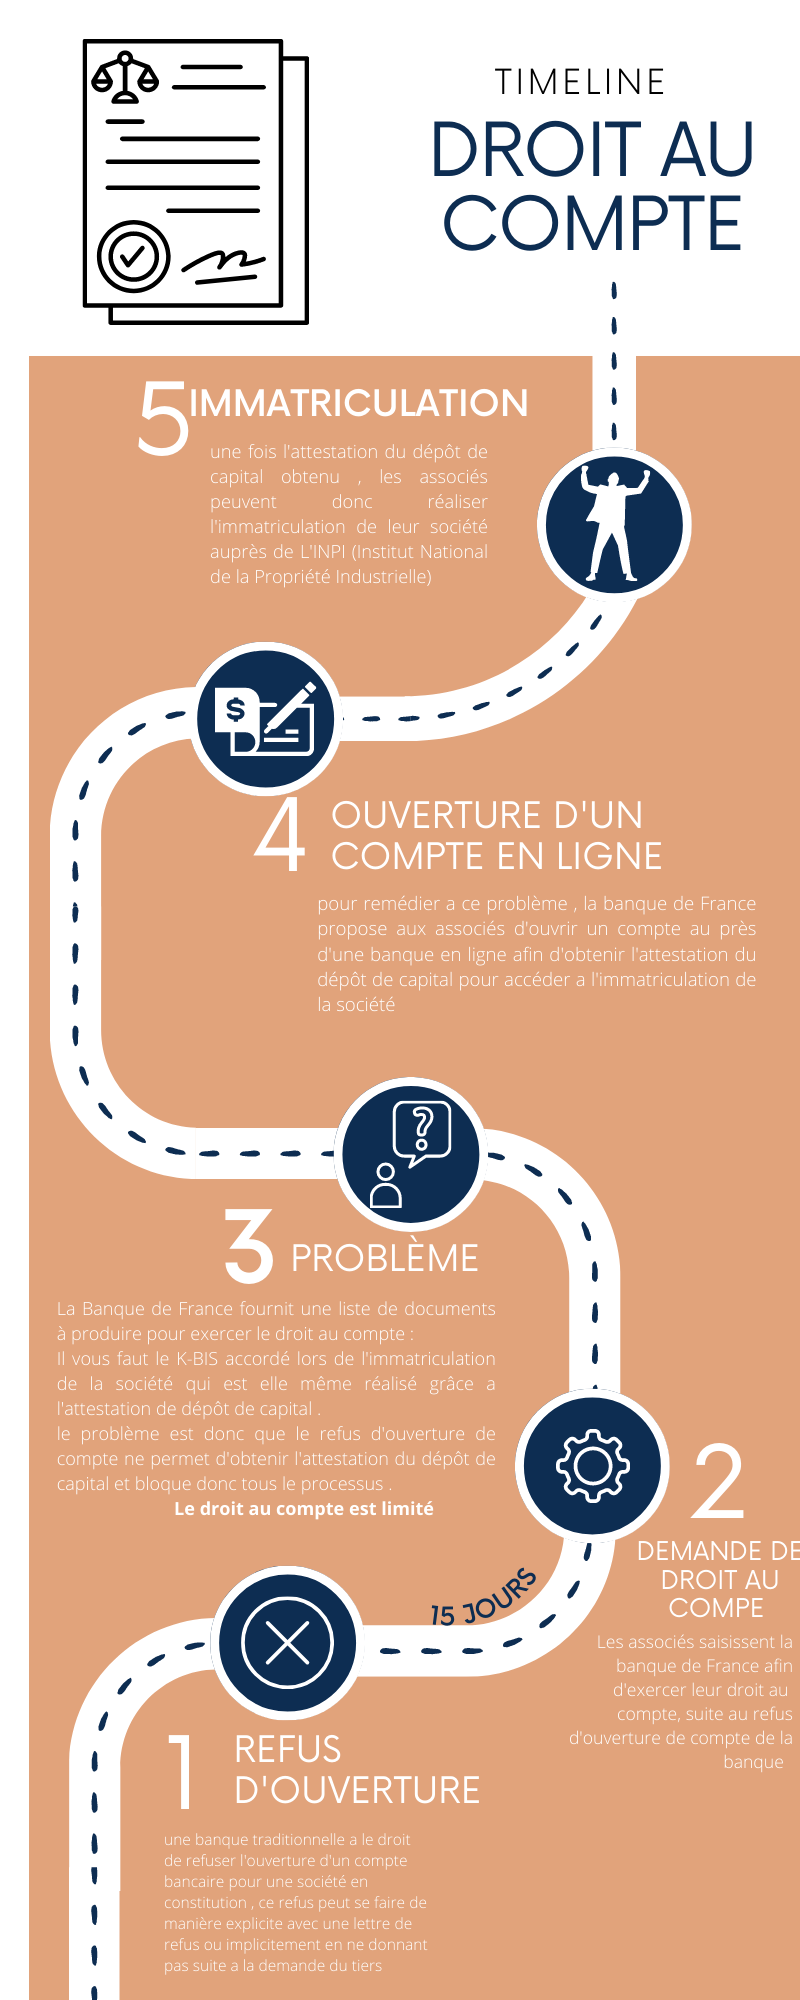 TIMELINE
DROIT AU
COMPTE
5 IMMATRICULATION
une fois l'attestation du dépôt de
capital obtenu , les associés
peuvent donc réaliser
l'immatriculation de leur société
auprès de L'INPI (Institut National
de la Propriété Industrielle)
$
4 OUVERTURE D'UN
COMPTE EN LIGNE
pour remédier a ce problème , la banque de France
propose aux associés d'ouvrir un compte au près
d'une banque en ligne afin d'obtenir l'attestation du
dépôt de capital pour accéder a l'immatriculation de
la société
?
3 PROBLÈME
La Banque de France fournit une liste de documents
à produire pour exercer le droit au compte :
Il vous faut le K-BIS accordé lors de l'immatriculation
de la société qui est elle même réalisé grâce a
l'attestation de dépôt de capital .
le problème est donc que le refus d'ouverture de
compte ne permet d'obtenir l'attestation du dépôt de
capital et bloque donc tous le processus .
Le droit au compte est limité
2
DEMANDE DE
DROIT AU
COMPE
Les associés saisissent la
banque de France afin
d'exercer leur droit au
compte, suite au refus
d'ouverture de compte de la
banque
15 JOURS
1 REFUS
D'OUVERTURE
une banque traditionnelle a le droit
de refuser l'ouverture d'un compte
bancaire pour une société en
constitution , ce refus peut se faire de
manière explicite avec une lettre de
refus ou implicitement en ne donnant
pas suite a la demande du tiers